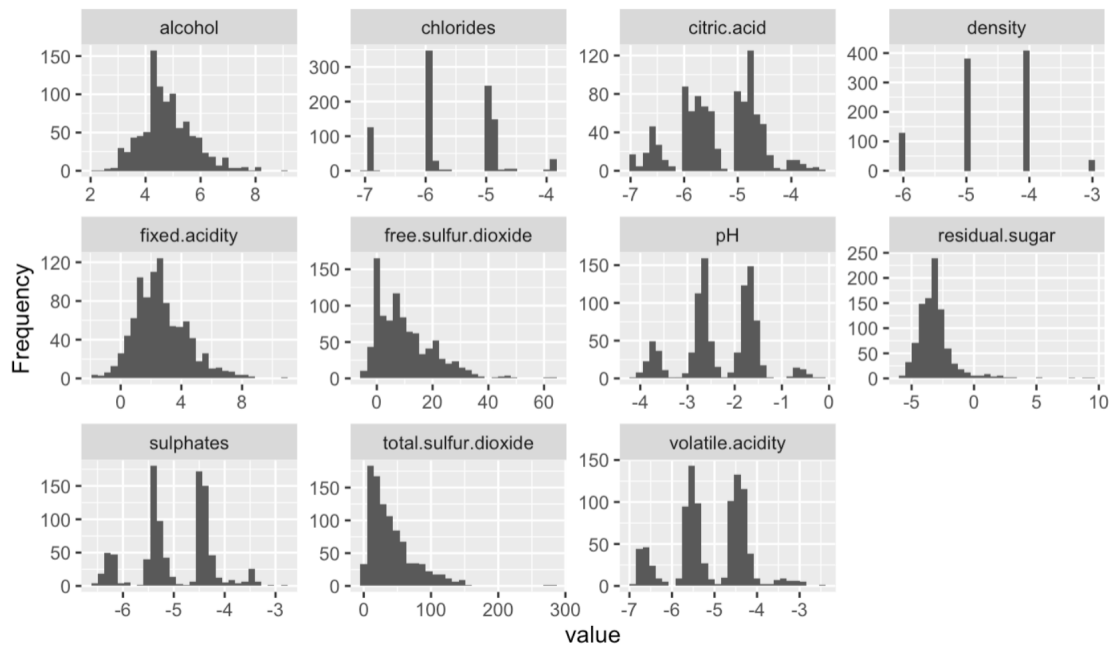 alcohol chlorides citric.acid density
150 100 50 0
300 200 100 0
120 80 40 0
400 300 200 100 0
2 4 6 8
-7 -6 -5 -4
-7 -6 -5 -4
-6 -5 -4 -3
fixed.acidity free.sulfur.dioxide pH residual.sugar
120 80 40 0
150 100 50 0
150 100 50 0
250 200 150 100 50 0
0 4 8
0 20 40 60
-4 -3 -2 -1 0
-5 0 5 10
Frequency
sulphates total.sulfur.dioxide volatile.acidity
150 100 50 0
150 100 50 0
150 100 50 0
-6 -5 -4 -3
0 100 200 300
-7 -6 -5 -4 -3
value